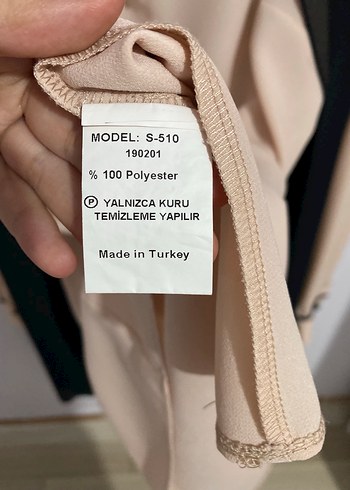 MODEL: S-510
190201
% 100 Polyester
Ⓟ YALNIZCA KURU
TEMİZLEME YAPILIR
Made in Turkey